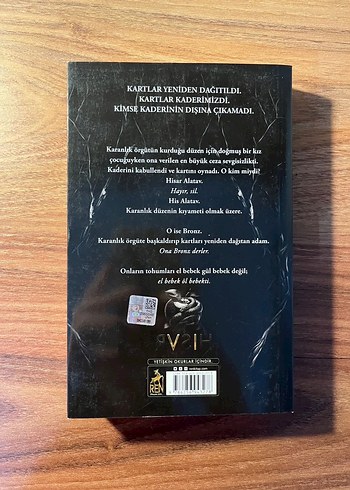 KARTLAR YENİDEN DAĞITILDI.
KARTLAR KADERİMİZDİ.
KİMSE KADERİNİN DIŞINA ÇIKAMADI.
Karanlık örgütün kurduğu düzen için doğmuş bir kız
çocuğuyken ona verilen en büyük ceza sevgisizlikti.
Kaderini kabullendi ve kartını oynadı. O kim miydi?
Hisar Alatav.
Hayır, sil.
His Alatav.
Karanlık düzenin kıyameti olmak üzere.
O ise Bronz.
Karanlık örgüte başkaldırıp kartları yeniden dağıtan adam.
Ona Bronz derler.
Onların tohumları el bebek gül bebek değil;
el bebek öl bebekti.
YETİŞKİN OKURLAR İÇİNDİR.
REN